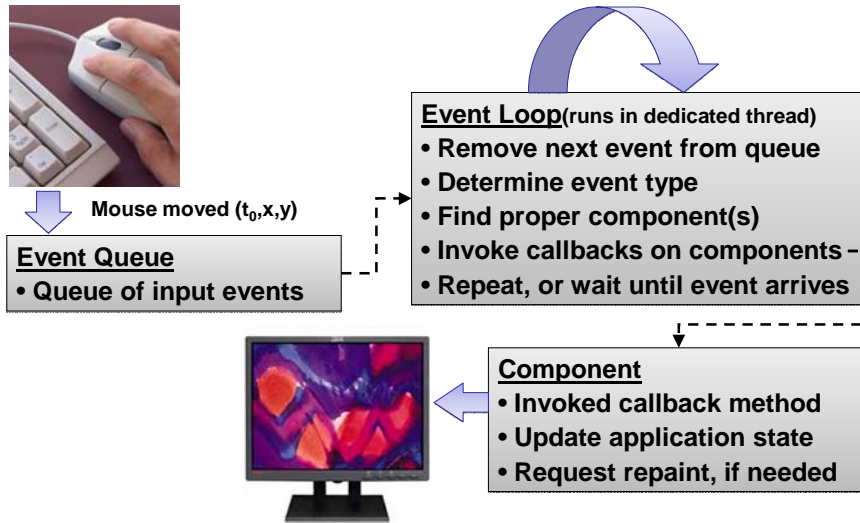 Event Loop(runs in dedicated thread)
• Remove next event from queue
• Determine event type
• Find proper component(s)
• Invoke callbacks on components
• Repeat, or wait until event arrives
Mouse moved (t₀,x,y)
Event Queue
• Queue of input events
Component
• Invoked callback method
• Update application state
• Request repaint, if needed
IBM